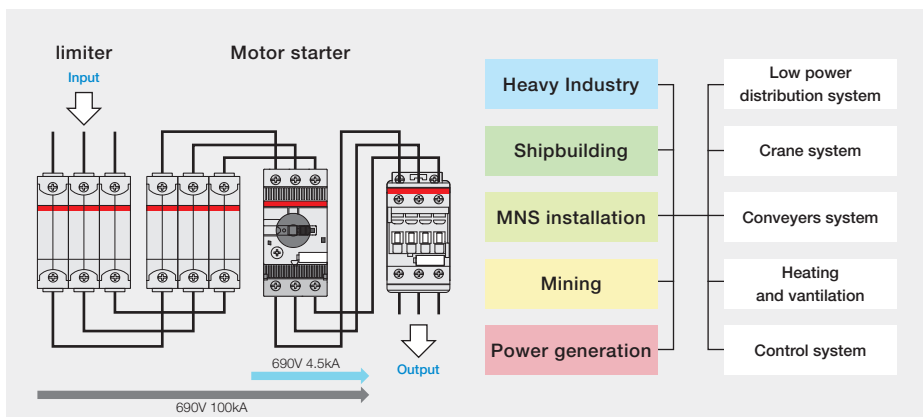 limiter
Input
Motor starter
690V 4.5kA
Output
690V 100kA
Heavy Industry
Shipbuilding
MNS installation
Mining
Power generation
Low power
distribution system
Crane system
Conveyers system
Heating
and vantilation
Control system